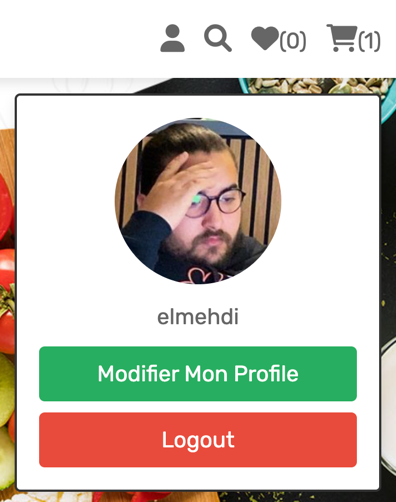 (0) (1)
elmehdi
Modifier Mon Profile
Logout